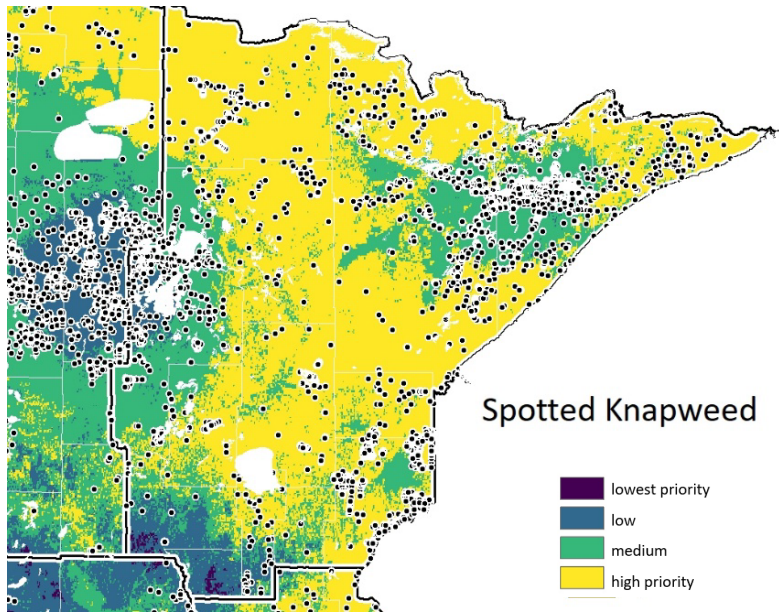 Spotted Knapweed
lowest priority
low
medium
high priority